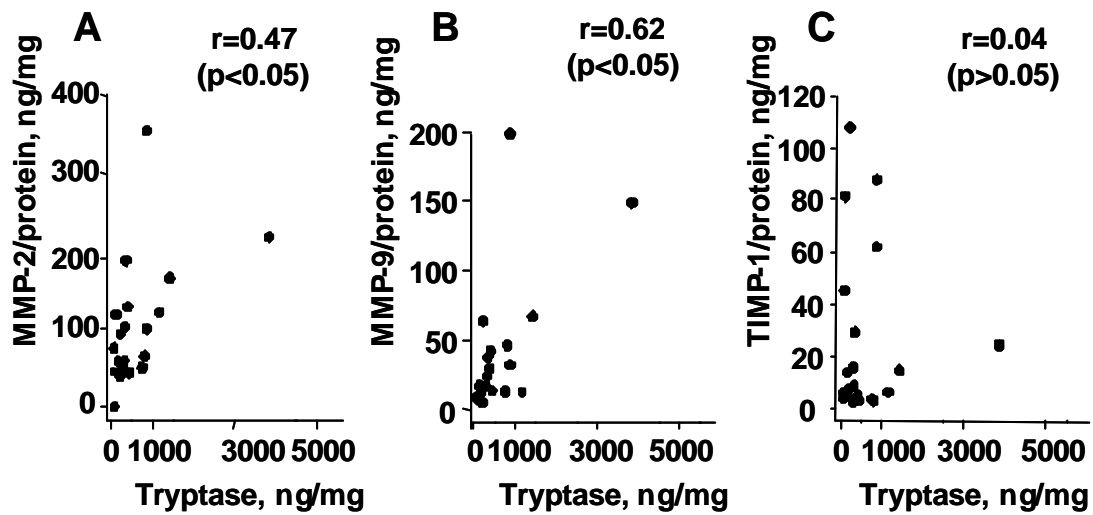 A
r=0.47
(p<0.05)
MMP-2/protein, ng/mg
400
300
200
100
0
0 1000 3000 5000
Tryptase, ng/mg
B
r=0.62
(p<0.05)
MMP-9/protein, ng/mg
200
150
100
50
0
0 1000 3000 5000
Tryptase, ng/mg
C
r=0.04
(p>0.05)
TIMP-1/protein, ng/mg
120
100
80
60
40
20
0
0 1000 3000 5000
Tryptase, ng/mg